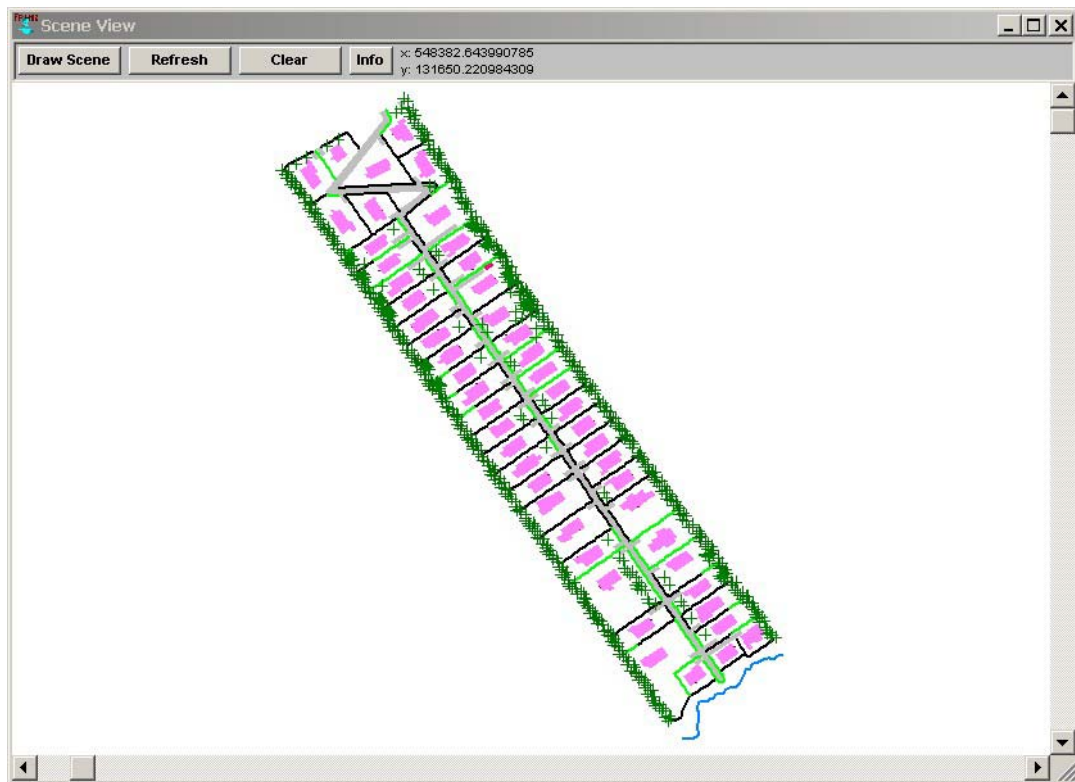 Scene View
Draw Scene Refresh Clear Info x: 548382.643990785
y: 131650.220984309